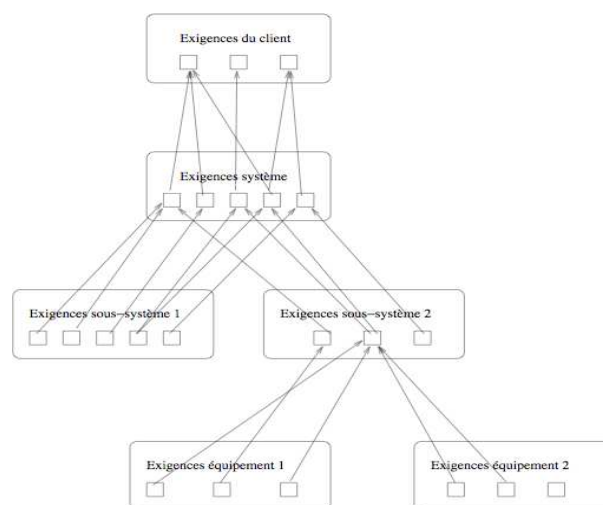 Exigences du client
Exigences système
Exigences sous-système 1
Exigences sous-système 2
Exigences équipement 1
Exigences équipement 2